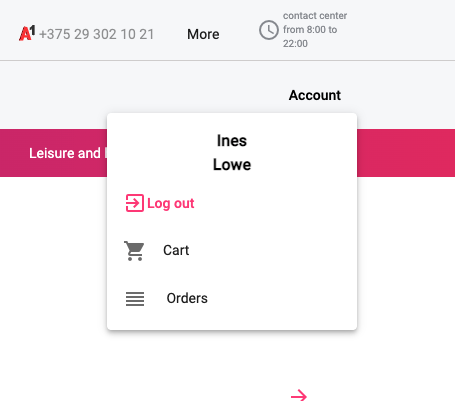 A1 +375 29 302 10 21
More
contact center
from 8:00 to
22:00
Account
Leisure and
Ines
Lowe
Log out
Cart
Orders